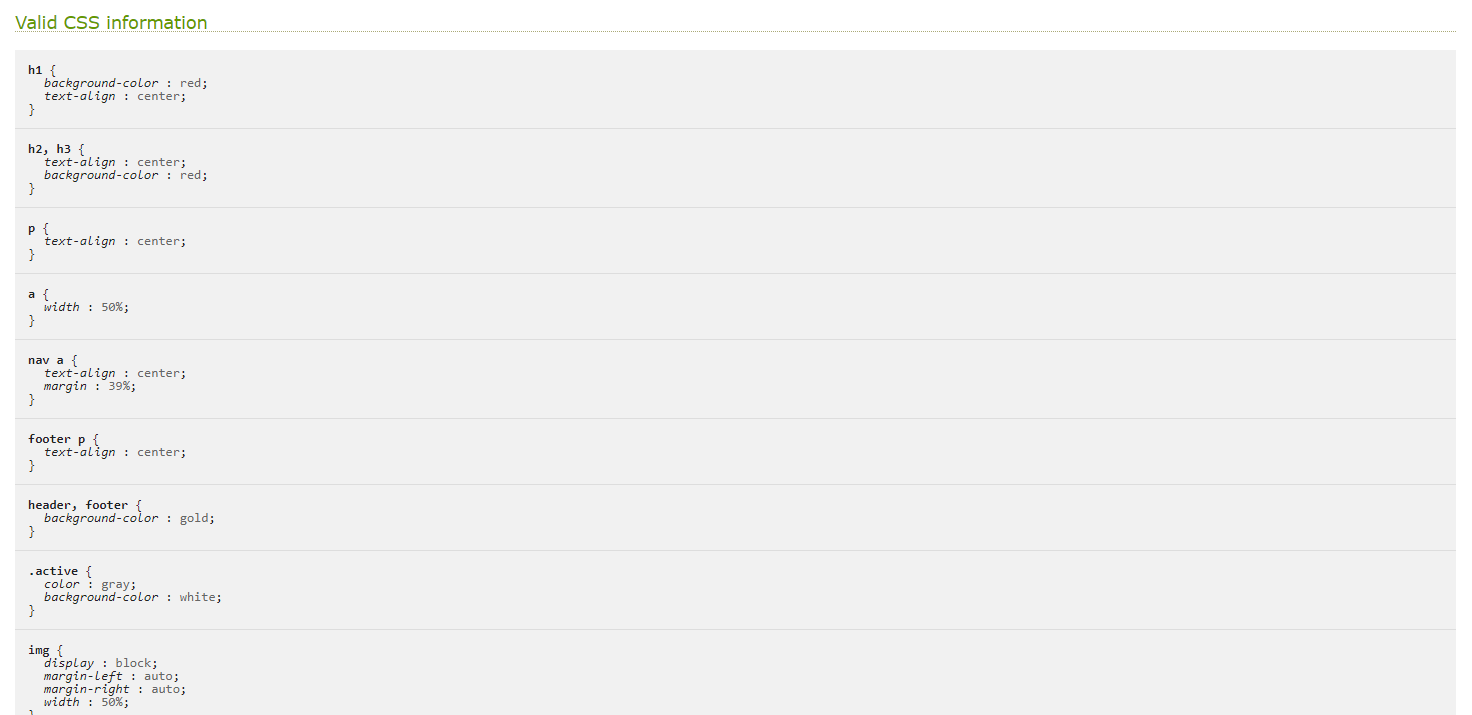 Valid CSS information
h1 {
background-color : red;
text-align : center;
}
h2, h3 {
text-align : center;
background-color : red;
}
p {
text-align : center;
}
a {
width : 50%;
}
nav a {
text-align : center;
margin : 39%;
}
footer p {
text-align : center;
}
header, footer {
background-color : gold;
}
.active {
color : gray;
background-color : white;
}
img {
display : block;
margin-left : auto;
margin-right : auto;
width : 50%;
}